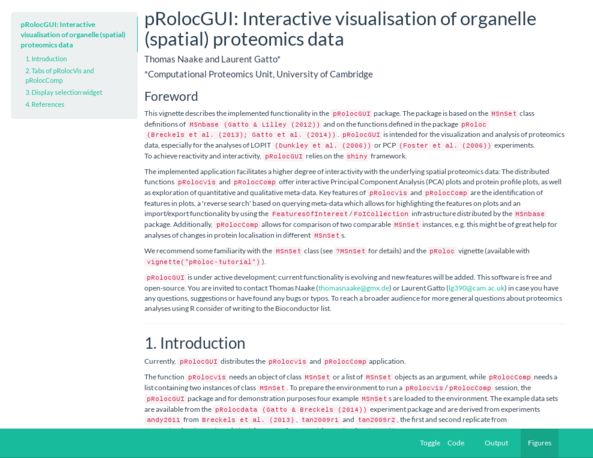 pRolocGUI: Interactive
visualisation of organelle (spatial)
proteomics data
1. Introduction
2. Tabs of pRolocVis and
pRolocComp
3. Display selection widget
4. References
pRolocGUI: Interactive visualisation of organelle
(spatial) proteomics data
Thomas Naake and Laurent Gatto*
*Computational Proteomics Unit, University of Cambridge
Foreword
This vignette describes the implemented functionality in the pRolocGUI package. The package is based on the MSnSet class
definitions of MSnbase (Gatto & Lilley (2012)) and on the functions defined in the package pRoloc
(Breckels et al. (2013); Gatto et al. (2014)). pRolocGUI is intended for the visualization and analysis of proteomics
data, especially for the analyses of LOPIT (Dunkley et al. (2006)) or PCP (Foster et al. (2006)) experiments.
To achieve reactivity and interactivity, pRolocGUI relies on the shiny framework.
The implemented application facilitates a higher degree of interactivity with the underlying spatial proteomics data: The distributed
functions pRolocvis and pRolocComp offer interactive Principal Component Analysis (PCA) plots and protein profile plots, as well
as exploration of quantitative and qualitative meta-data. Key features of pRolocvis and pRolocComp are the identification of
features in plots, a 'reverse search' based on querying meta-data which allows for highlighting the features on plots and an
import/export functionality by using the FeaturesOfInterest / FoICollection infrastructure distributed by the MSnbase
package. Additionally, pRolocComp allows for comparison of two comparable MSnSet instances, e.g. this might be of great help for
analyses of changes in protein localisation in different MSnSet s.
We recommend some familiarity with the MSnSet class (see ?MSnSet for details) and the pRoloc vignette (available with
vignette("pRoloc-tutorial") ).
pRolocGUI is under active development; current functionality is evolving and new features will be added. This software is free and
open-source. You are invited to contact Thomas Naake (thomasnaake@gmx.de) or Laurent Gatto (lg390@cam.ac.uk) in case you have
any questions, suggestions or have found any bugs or typos. To reach a broader audience for more general questions about proteomics
analyses using R consider of writing to the Bioconductor list.
1. Introduction
Currently, pRolocGUI distributes the pRolocvis and pRolocComp application.
The function pRolocvis needs an object of class MSnSet or a list of MSnSet objects as an argument, while pRolocComp needs a
list containing two instances of class MSnSet. To prepare the environment to run a pRolocvis / pRolocComp session, the
pRolocGUI package and for demonstration purposes four example MSnSet s are loaded to the environment. The example data sets
are available from the pRolocdata (Gatto & Breckels (2014)) experiment package and are derived from experiments
andy2011 from Breckels et al. (2013), tan2009r1 and tan2009r2, the first and second replicate from
Toggle Code Output Figures